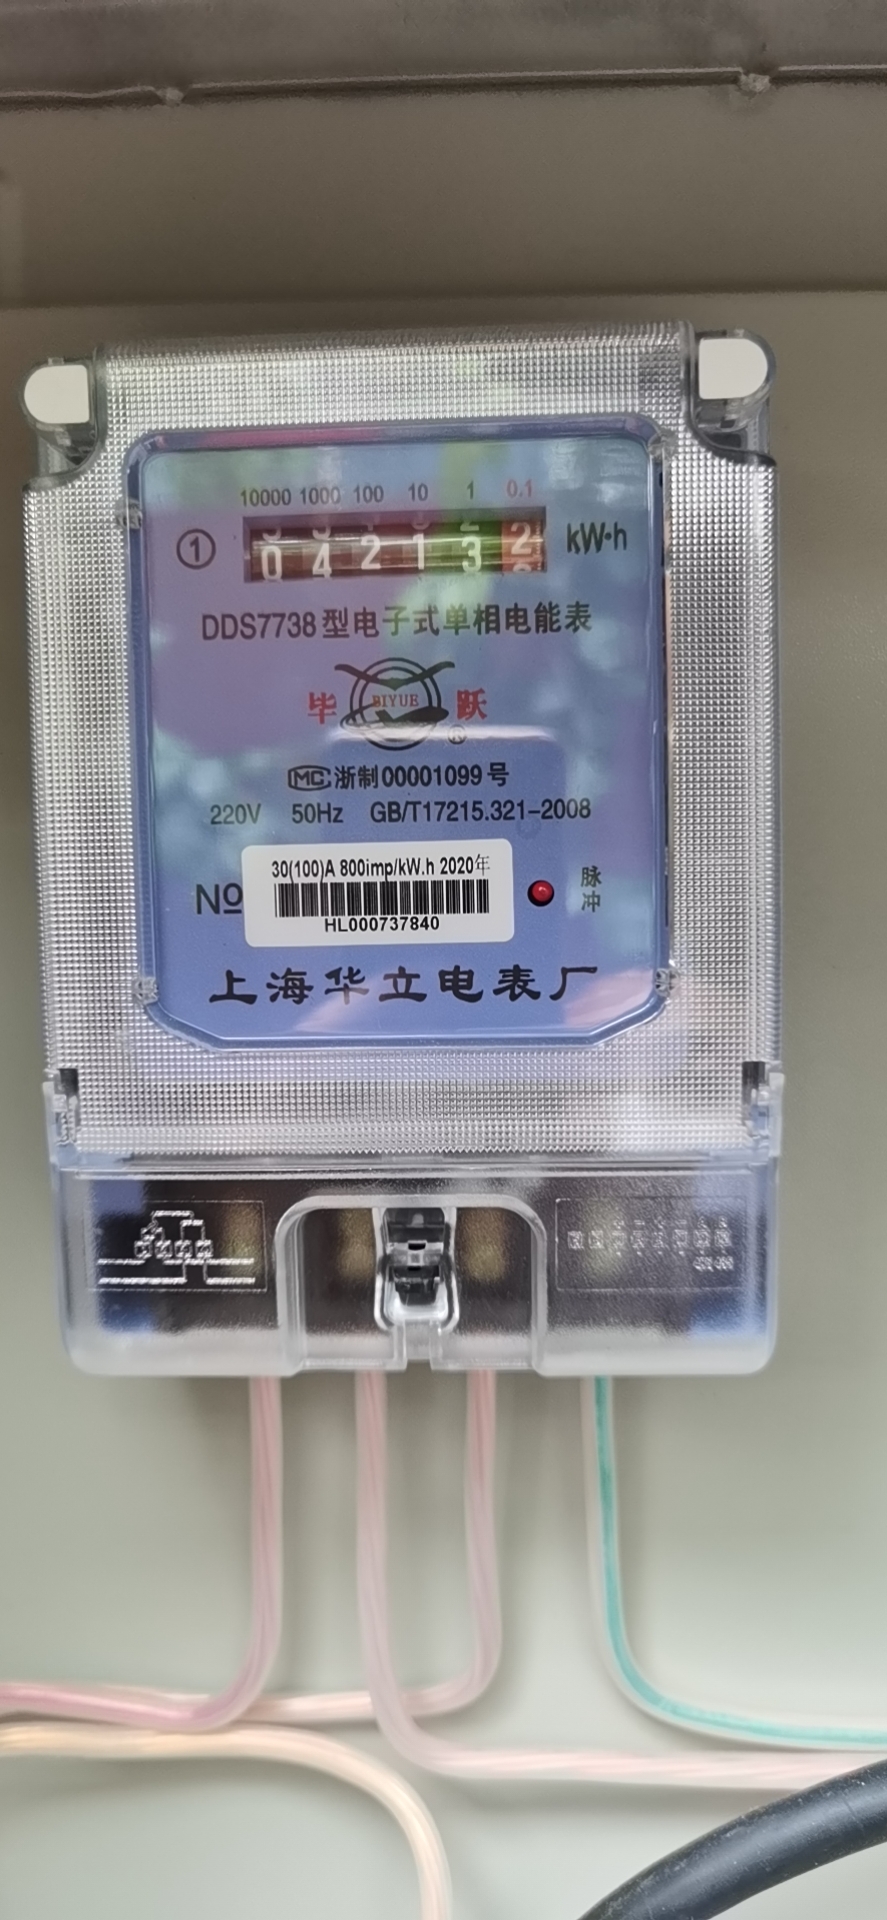 10000 1000 100 10 1 0.1
① 0 4 2 1 3 2 kW·h
DDS7738型电子式单相电能表
毕 BIYUE 跃
®
MC 浙制00001099号
220V 50Hz GB/T17215.321-2008
30(100)A 800imp/kW.h 2020年
№ 脉冲
HL000737840
上海华立电表厂